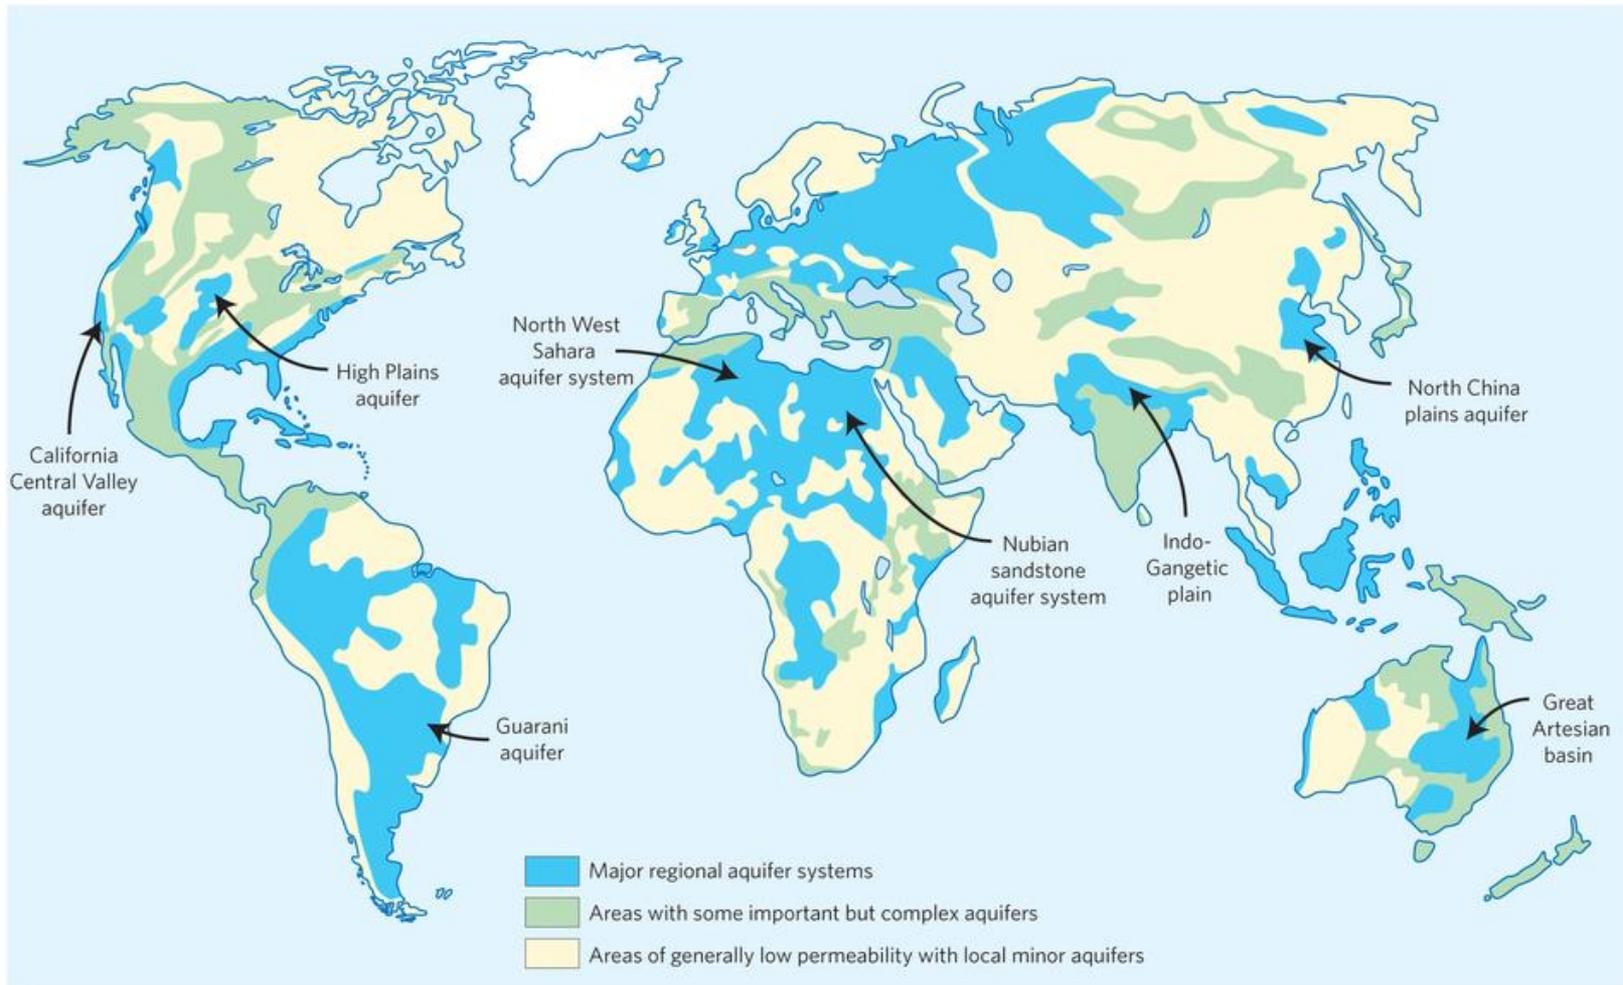 North West
Sahara
aquifer system
High Plains
aquifer
North China
plains aquifer
California
Central Valley
aquifer
Nubian
sandstone
aquifer system
Indo-
Gangetic
plain
Guarani
aquifer
Great
Artesian
basin
Major regional aquifer systems
Areas with some important but complex aquifers
Areas of generally low permeability with local minor aquifers